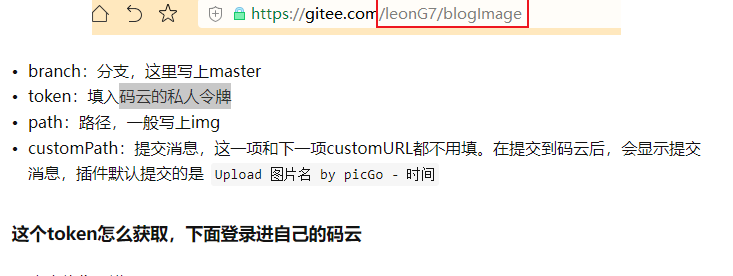 https://gitee.com/leonG7/blogImage
• branch：分支，这里写上master
• token：填入码云的私人令牌
• path：路径，一般写上img
• customPath：提交消息，这一项和下一项customURL都不用填。在提交到码云后，会显示提交
消息，插件默认提交的是 Upload 图片名 by picGo - 时间
这个token怎么获取，下面登录进自己的码云